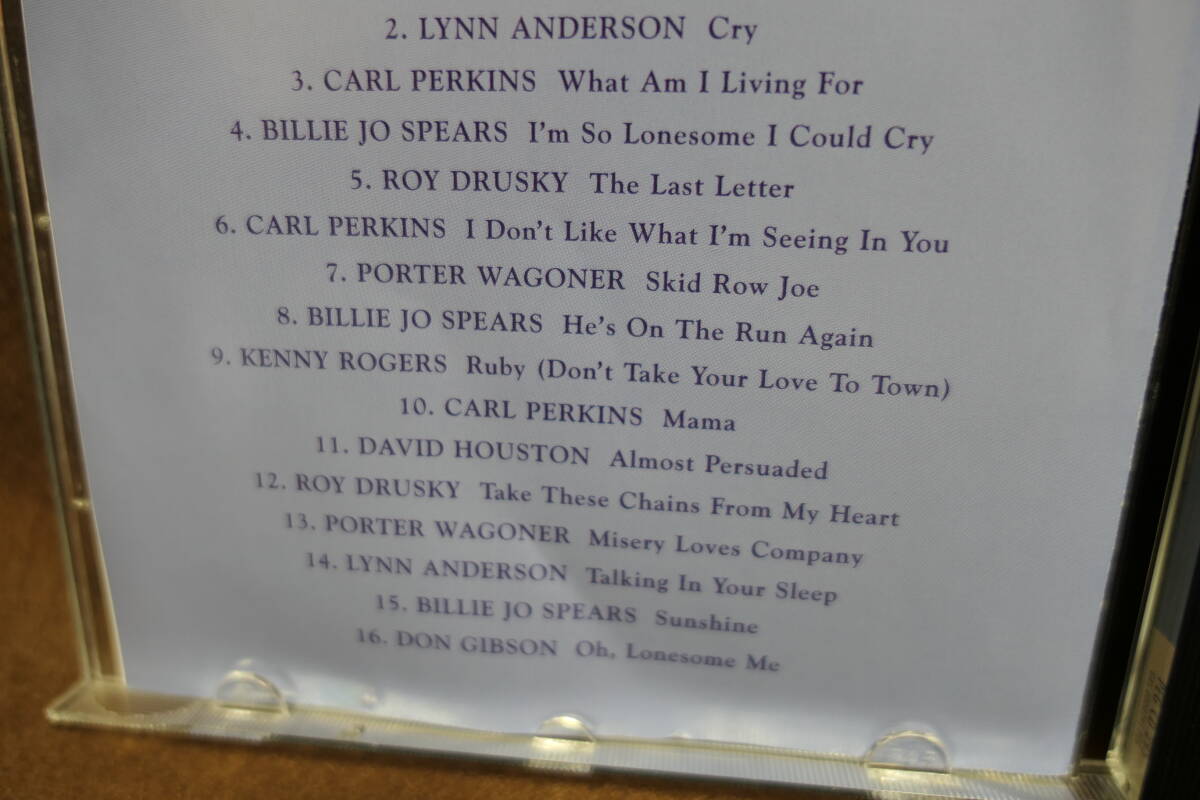 2. LYNN ANDERSON Cry
3. CARL PERKINS What Am I Living For
4. BILLIE JO SPEARS I'm So Lonesome I Could Cry
5. ROY DRUSKY The Last Letter
6. CARL PERKINS I Don't Like What I'm Seeing In You
7. PORTER WAGONER Skid Row Joe
8. BILLIE JO SPEARS He's On The Run Again
9. KENNY ROGERS Ruby (Don't Take Your Love To Town)
10. CARL PERKINS Mama
11. DAVID HOUSTON Almost Persuaded
12. ROY DRUSKY Take These Chains From My Heart
13. PORTER WAGONER Misery Loves Company
14. LYNN ANDERSON Talking In Your Sleep
15. BILLIE JO SPEARS Sunshine
16. DON GIBSON Oh, Lonesome Me